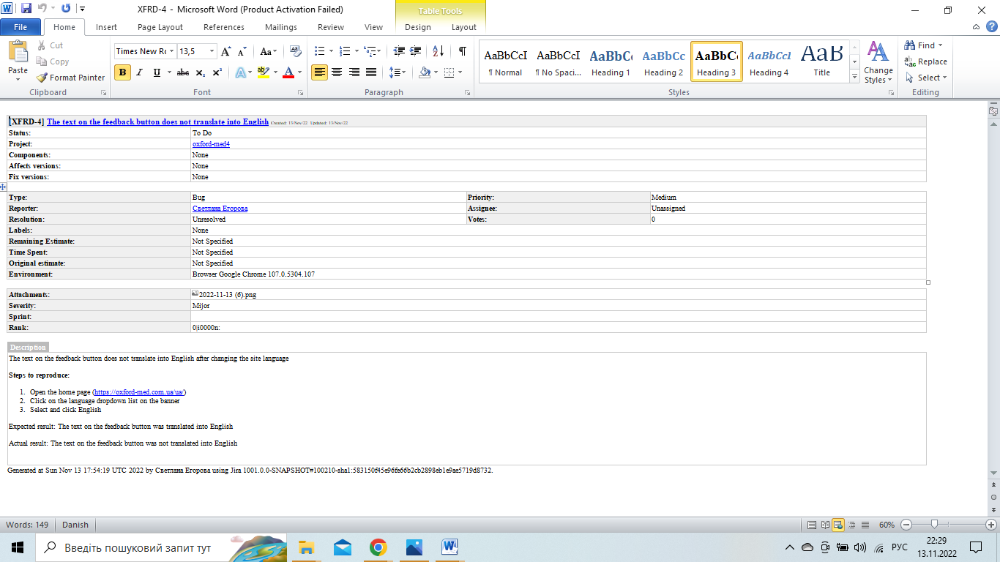 XFRD-4 - Microsoft Word (Product Activation Failed)
Table Tools
File Home Insert Page Layout References Mailings Review View Design Layout
Paste
Cut
Copy
Format Painter
Clipboard
Times New Ro 13,5
Font
Paragraph
AaBbCcI AaBbCcI AaBbCc AaBbCc AaBbC AaBbCcI AaB
¶ Normal ¶ No Spaci... Heading 1 Heading 2 Heading 3 Heading 4 Title
Change Styles
Styles
Find
Replace
Select
Editing
[XFRD-4] The text on the feedback button does not translate into English Created: 13/Nov/22 Updated: 13/Nov/22
Status: To Do
Project: oxford-med4
Components: None
Affects versions: None
Fix versions: None
Type: Bug Priority: Medium
Reporter: Светлана Егорова Assignee: Unassigned
Resolution: Unresolved Votes: 0
Labels: None
Remaining Estimate: Not Specified
Time Spent: Not Specified
Original estimate: Not Specified
Environment: Browser Google Chrome 107.0.5304.107
Attachments: 2022-11-13 (6).png
Severity: Mijor
Sprint:
Rank: 0|i0000n:
Description
The text on the feedback button does not translate into English after changing the site language
Steps to reproduce:
1. Open the home page (https://oxford-med.com.ua/ua/)
2. Click on the language dropdown list on the banner
3. Select and click English
Expected result: The text on the feedback button was translated into English
Actual result: The text on the feedback button was not translated into English
Generated at Sun Nov 13 17:54:19 UTC 2022 by Светлана Егорова using Jira 1001.0.0-SNAPSHOT#100210-sha1:583150f45e96fe66b2cb2898eb1e9ae5719d8732.
Words: 149 Danish 60%
Введіть пошуковий запит тут
РУС
22:29
13.11.2022